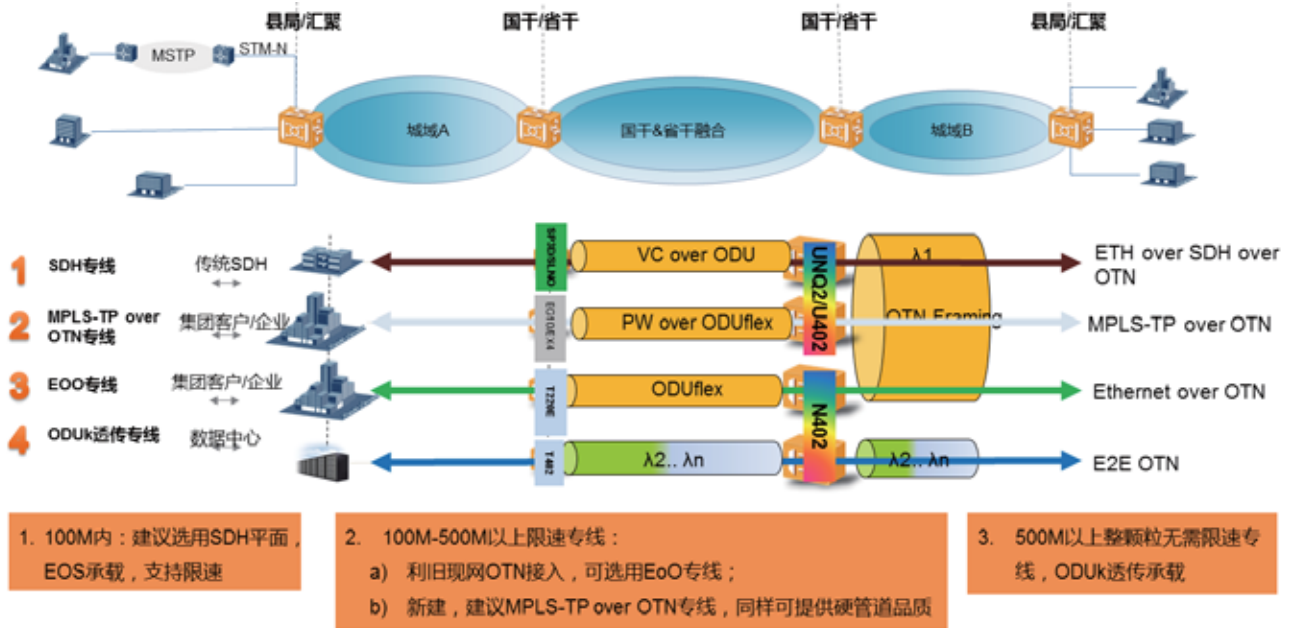 县局/汇聚
国干/省干
国干/省干
县局/汇聚
MSTP
STM-N
城域A
国干&省干融合
城域B
1
SDH专线
传统SDH
VC over ODU
λ1
ETH over SDH over
OTN
UNQ2/U402
2
MPLS-TP over
OTN专线
集团客户/企业
PW over ODUflex
OTN Framing
MPLS-TP over OTN
3
EOO专线
集团客户/企业
T220E
ODUflex
N402
Ethernet over OTN
4
ODUk透传专线
数据中心
T402
λ2.. λn
λ2.. λn
E2E OTN
1. 100M内：建议选用SDH平面，
EOS承载，支持限速
2. 100M-500M以上限速专线：
a) 利旧现网OTN接入，可选用EoO专线；
b) 新建，建议MPLS-TP over OTN专线，同样可提供硬管道品质
3. 500M以上整颗粒无需限速专
线，ODUk透传承载